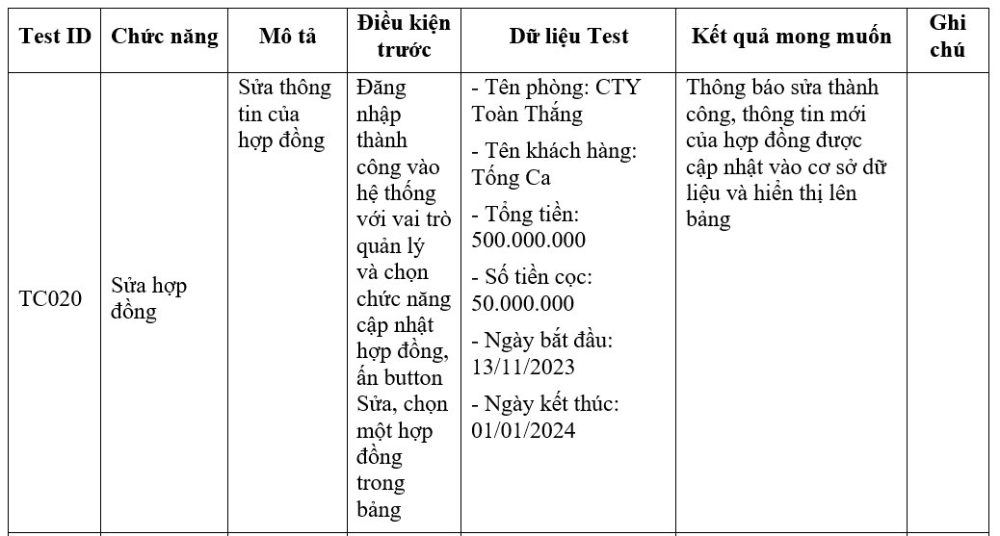 Test ID
Chức năng
Mô tả
Điều kiện
trước
Dữ liệu Test
Kết quả mong muốn
Ghi
chú
TC020
Sửa hợp
đồng
Sửa thông
tin của
hợp đồng
Đăng
nhập
thành
công vào
hệ thống
với vai trò
quản lý
và chọn
chức năng
cập nhật
hợp đồng,
ấn button
Sửa, chọn
một hợp
đồng
trong
bảng
- Tên phòng: CTY
Toàn Thắng
- Tên khách hàng:
Tống Ca
- Tổng tiền:
500.000.000
- Số tiền cọc:
50.000.000
- Ngày bắt đầu:
13/11/2023
- Ngày kết thúc:
01/01/2024
Thông báo sửa thành
công, thông tin mới
của hợp đồng được
cập nhật vào cơ sở dữ
liệu và hiển thị lên
bảng